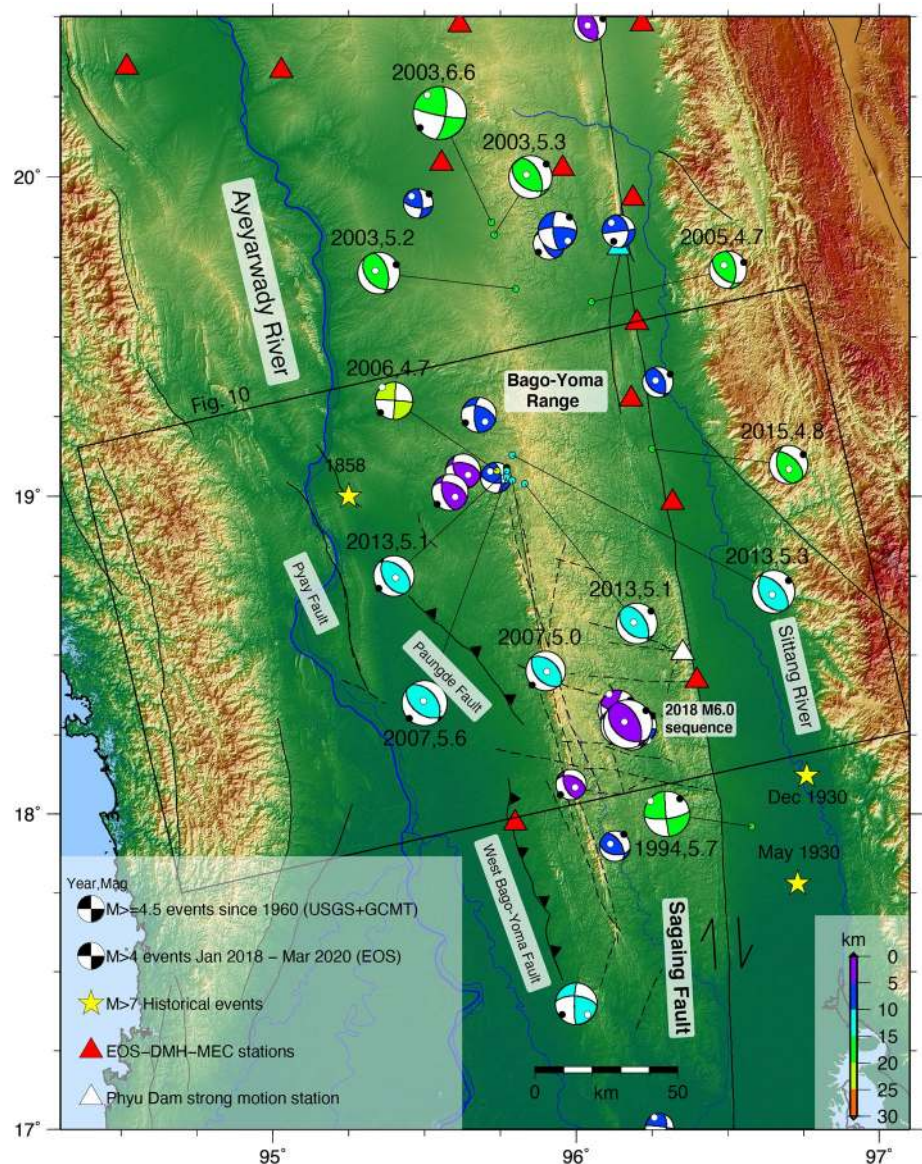 2003,6.6
2003,5.3
20˚
Ayeyarwady River
2003,5.2
2005,4.7
2006,4.7
Bago-Yoma
Range
Fig. 10
1858
2015,4.8
19˚
2013,5.1
2013,5.3
2013,5.1
Pyay Fault
Paungde Fault
2007,5.0
Sittang River
2007,5.6
2018 M6.0
sequence
Dec 1930
18˚
1994,5.7
May 1930
West Bago-Yoma Fault
Sagaing Fault
Year,Mag
M>=4.5 events since 1960 (USGS+GCMT)
M>4 events Jan 2018 – Mar 2020 (EOS)
M>7 Historical events
EOS–DMH–MEC stations
Phyu Dam strong motion station
km
0
5
10
15
20
25
30
0 50
km
17˚
95˚ 96˚ 97˚